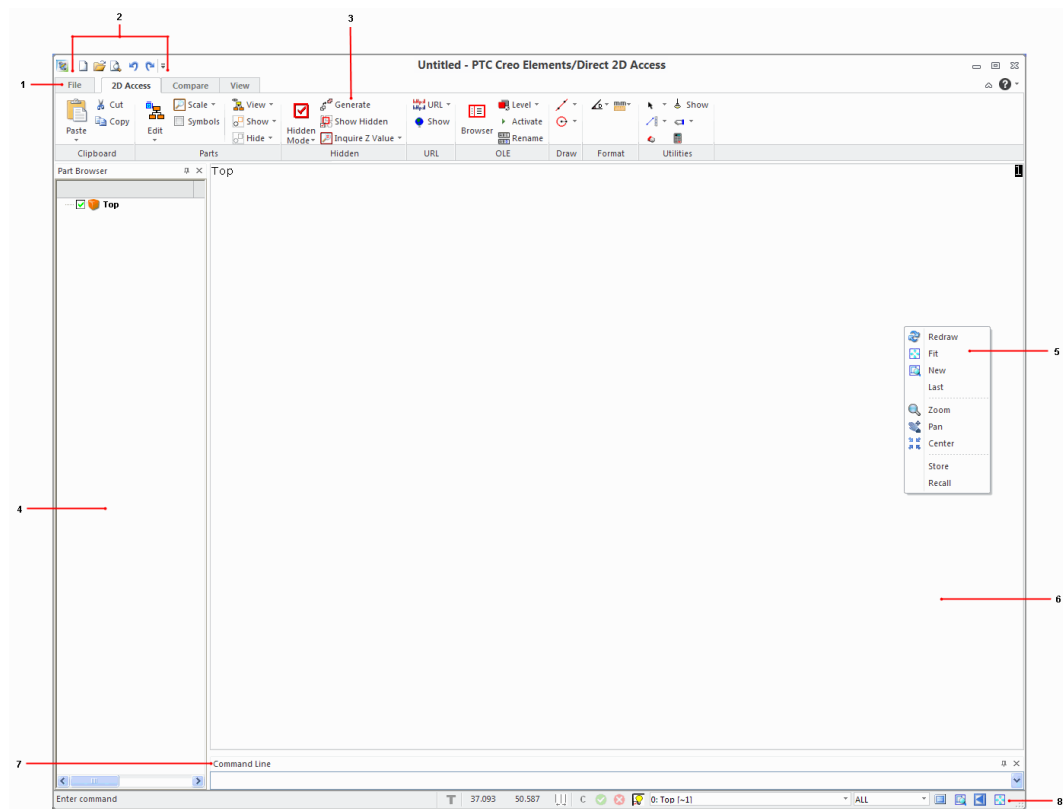 2
3
Untitled - PTC Creo Elements/Direct 2D Access
1
File 2D Access Compare View
Cut Scale View Generate URL Level Show
Copy Symbols Show Show Hidden Show Activate
Paste Edit Hide Hidden Mode Inquire Z Value Browser Rename
Clipboard Parts Hidden URL OLE Draw Format Utilities
Part Browser
Top
1
Top
Redraw
Fit
5
New
Last
Zoom
Pan
Center
Store
Recall
4
6
7
Command Line
Enter command T 37.093 50.587 C 0: Top [~1] ALL
8